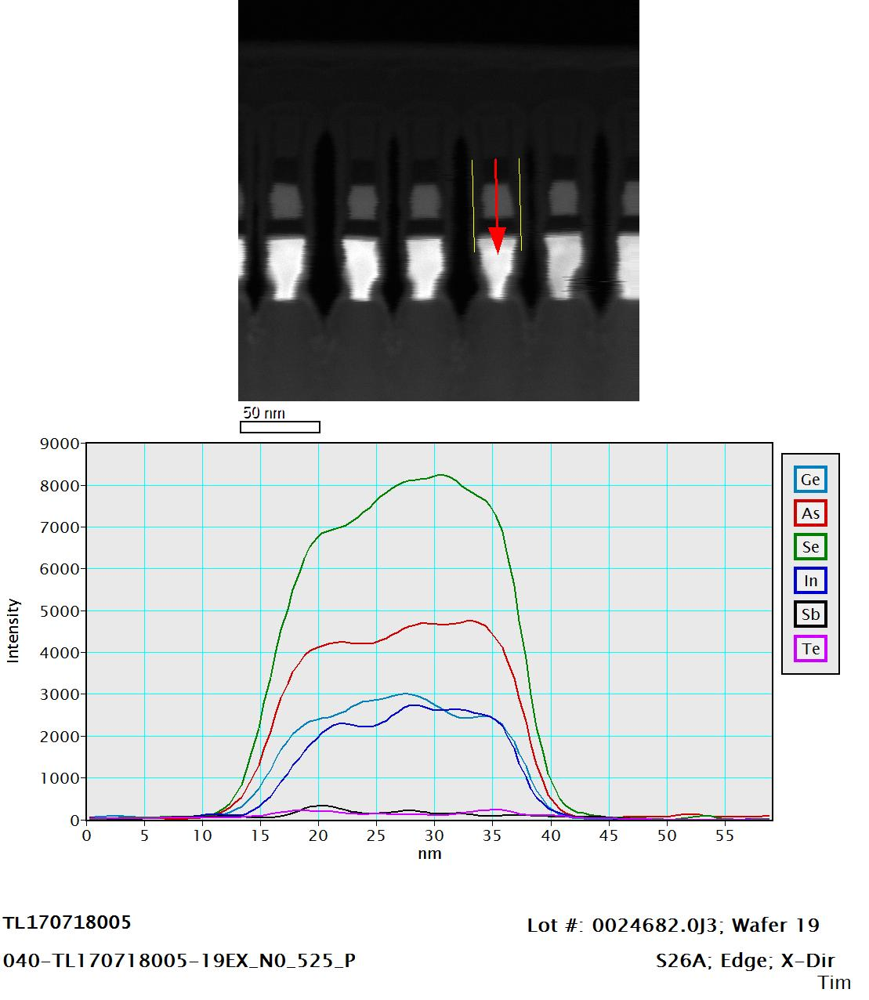 50 nm
9000
8000
7000
6000
5000
4000
3000
2000
1000
0
Intensity
0 5 10 15 20 25 30 35 40 45 50 55
nm
Ge
As
Se
In
Sb
Te
TL170718005
Lot #: 0024682.0J3; Wafer 19
040-TL170718005-19EX_N0_525_P
S26A; Edge; X-Dir
Tim